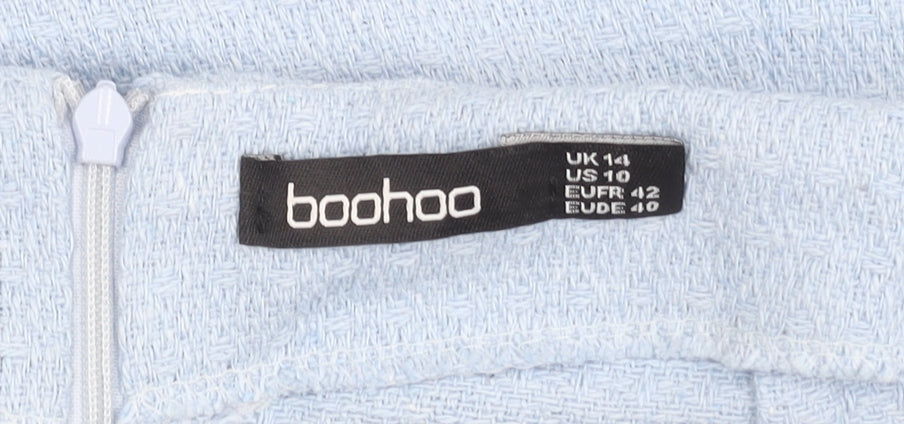 boohoo
UK 14
US 10
EUFR 42
EUDE 40